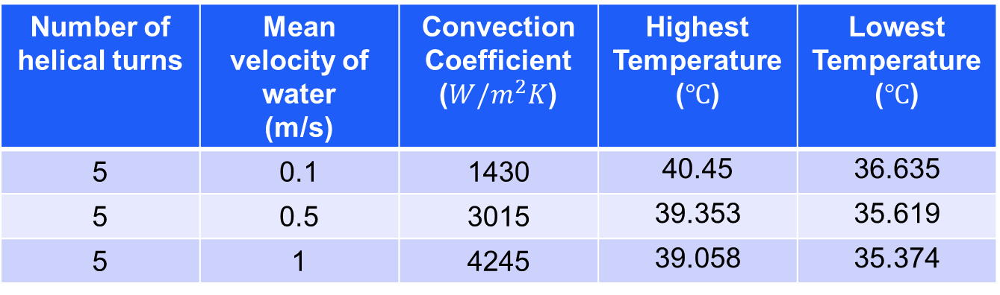 Number of helical turns | Mean velocity of water (m/s) | Convection Coefficient (W/m²K) | Highest Temperature (°C) | Lowest Temperature (°C)
5 | 0.1 | 1430 | 40.45 | 36.635
5 | 0.5 | 3015 | 39.353 | 35.619
5 | 1 | 4245 | 39.058 | 35.374